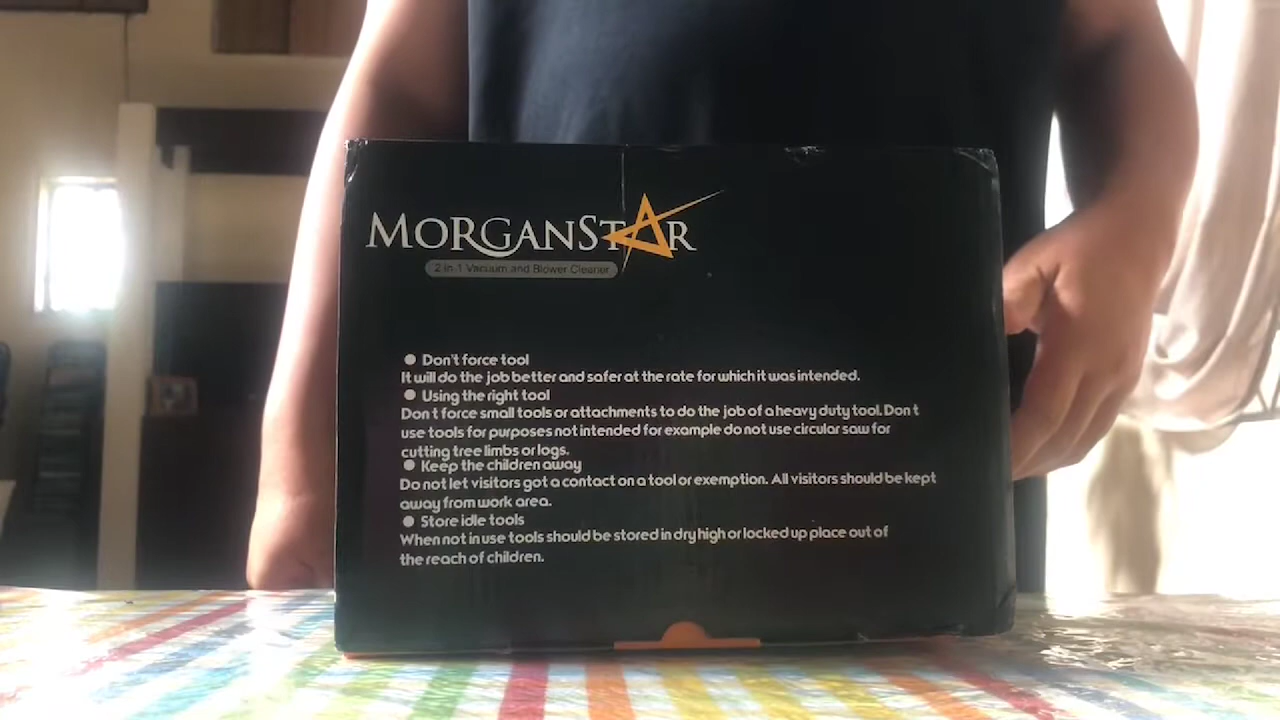 MORGANSTAR
2 in 1 Vacuum and Blower Cleaner
● Don't force tool
It will do the job better and safer at the rate for which it was intended.
● Using the right tool
Don't force small tools or attachments to do the job of a heavy duty tool. Don't
use tools for purposes not intended for example do not use circular saw for
cutting tree limbs or logs.
● Keep the children away
Do not let visitors got a contact on a tool or exemption. All visitors should be kept
away from work area.
● Store idle tools
When not in use tools should be stored in dry high or locked up place out of
the reach of children.